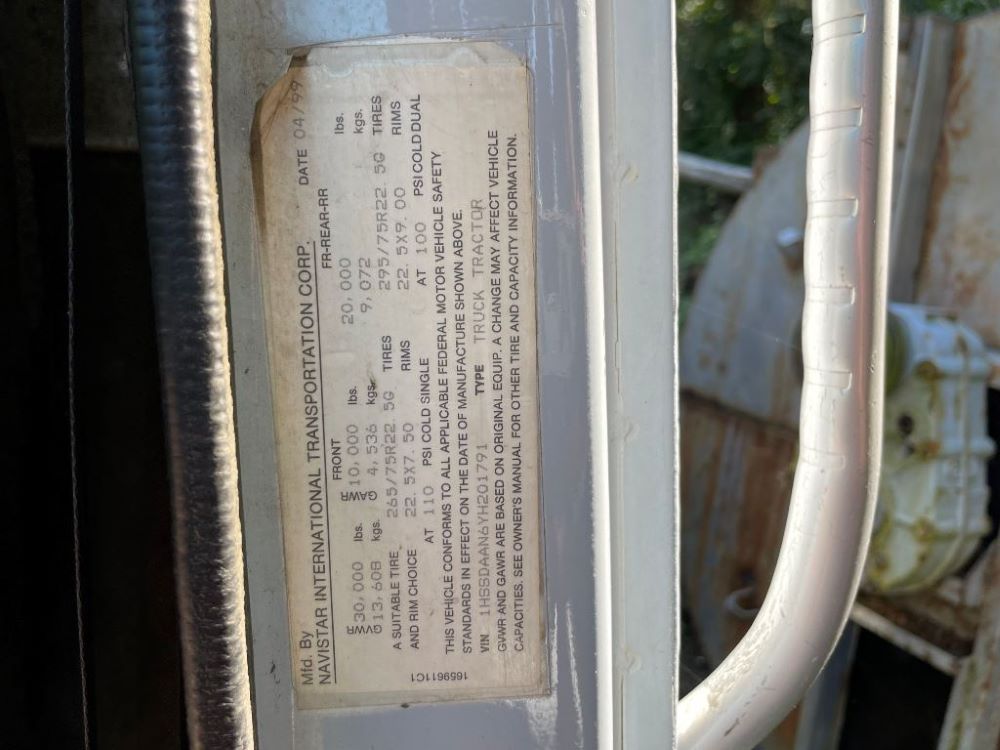 Mfd. By
NAVISTAR INTERNATIONAL TRANSPORTATION CORP. DATE 04/99
FRONT FR-REAR-RR
GVWR 30,000 lbs. GAWR 10,000 lbs. 20,000 lbs.
13,608 kgs. 4,536 kgs. 9,072 kgs.
A SUITABLE TIRE 265/75R22.5G TIRES 295/75R22.5G TIRES
AND RIM CHOICE 22.5X7.50 RIMS 22.5X9.00 RIMS
AT 110 PSI COLD SINGLE AT 100 PSI COLD DUAL
THIS VEHICLE CONFORMS TO ALL APPLICABLE FEDERAL MOTOR VEHICLE SAFETY
STANDARDS IN EFFECT ON THE DATE OF MANUFACTURE SHOWN ABOVE.
VIN 1HSSDAAN6YH201791 TYPE TRUCK TRACTOR
GVWR AND GAWR ARE BASED ON ORIGINAL EQUIP. A CHANGE MAY AFFECT VEHICLE
CAPACITIES. SEE OWNER'S MANUAL FOR OTHER TIRE AND CAPACITY INFORMATION.
1659611C1